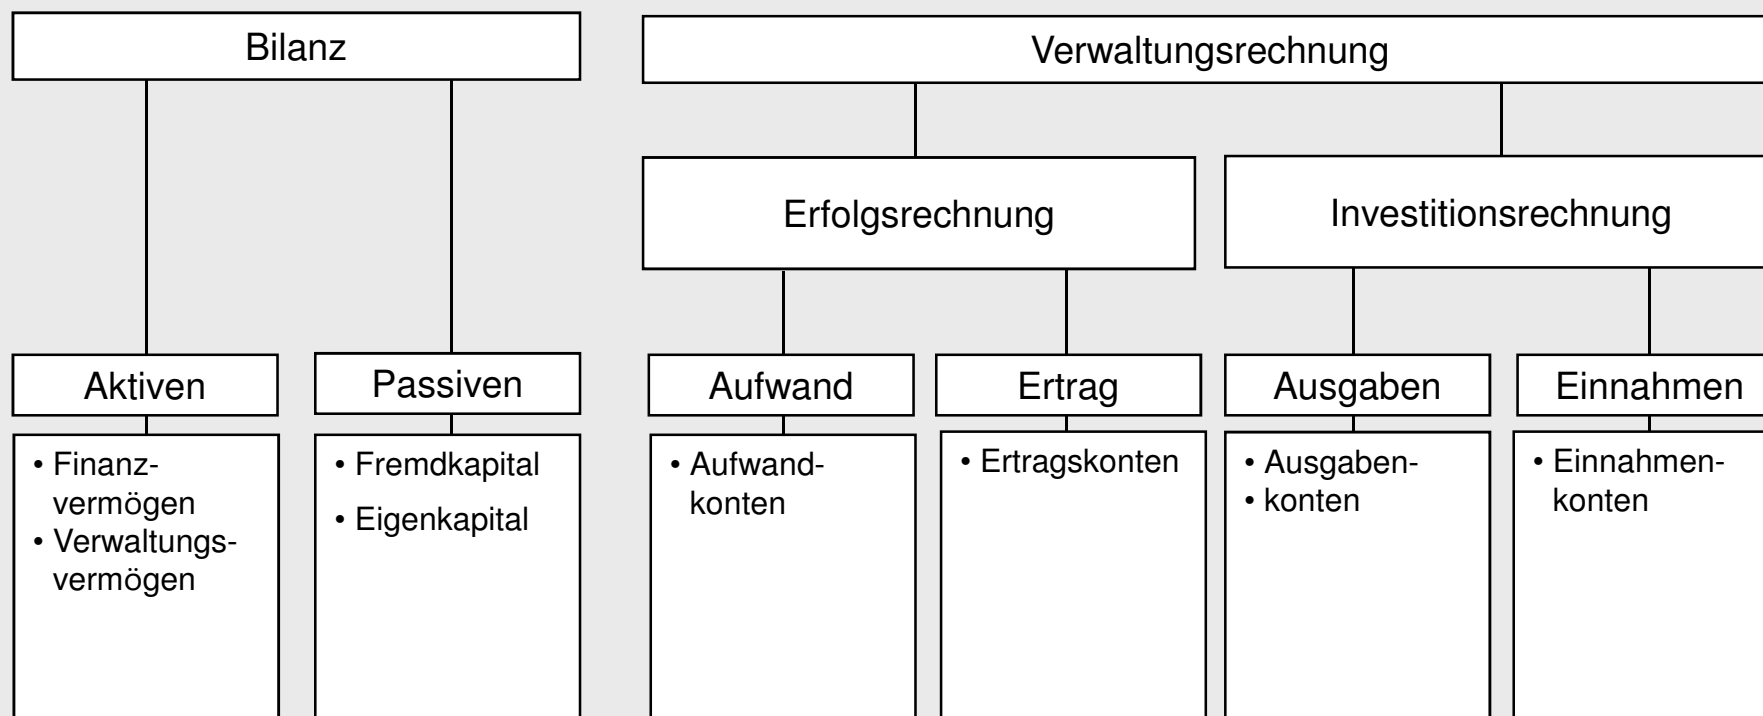 Bilanz
Verwaltungsrechnung
Erfolgsrechnung
Investitionsrechnung
Aktiven
Passiven
Aufwand
Ertrag
Ausgaben
Einnahmen
• Finanz-
vermögen
• Verwaltungs-
vermögen
• Fremdkapital
• Eigenkapital
• Aufwand-
konten
• Ertragskonten
• Ausgaben-
• konten
• Einnahmen-
konten